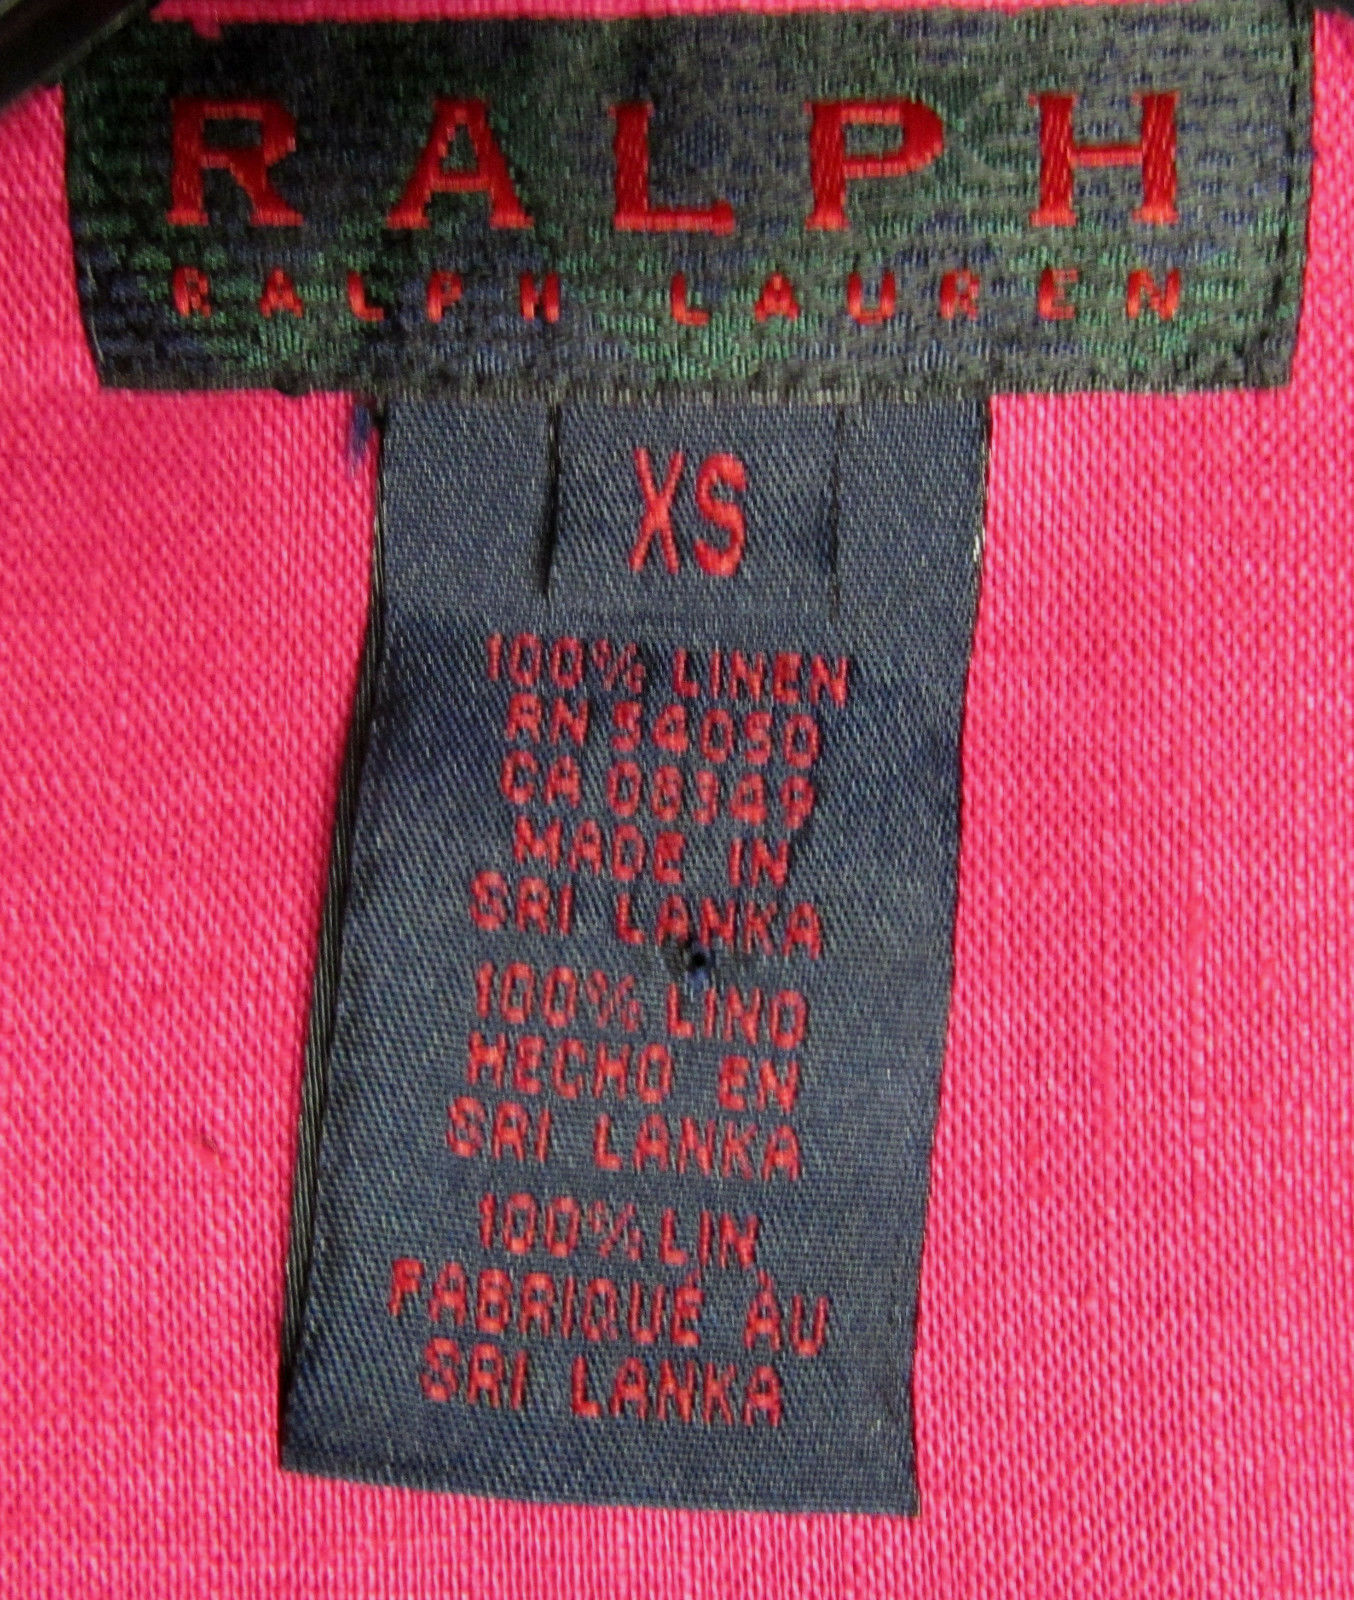 RALPH
RALPH LAUREN
XS
100% LINEN
RN 54050
CA 08349
MADE IN
SRI LANKA
100% LINO
HECHO EN
SRI LANKA
100% LIN
FABRIQUÉ AU
SRI LANKA